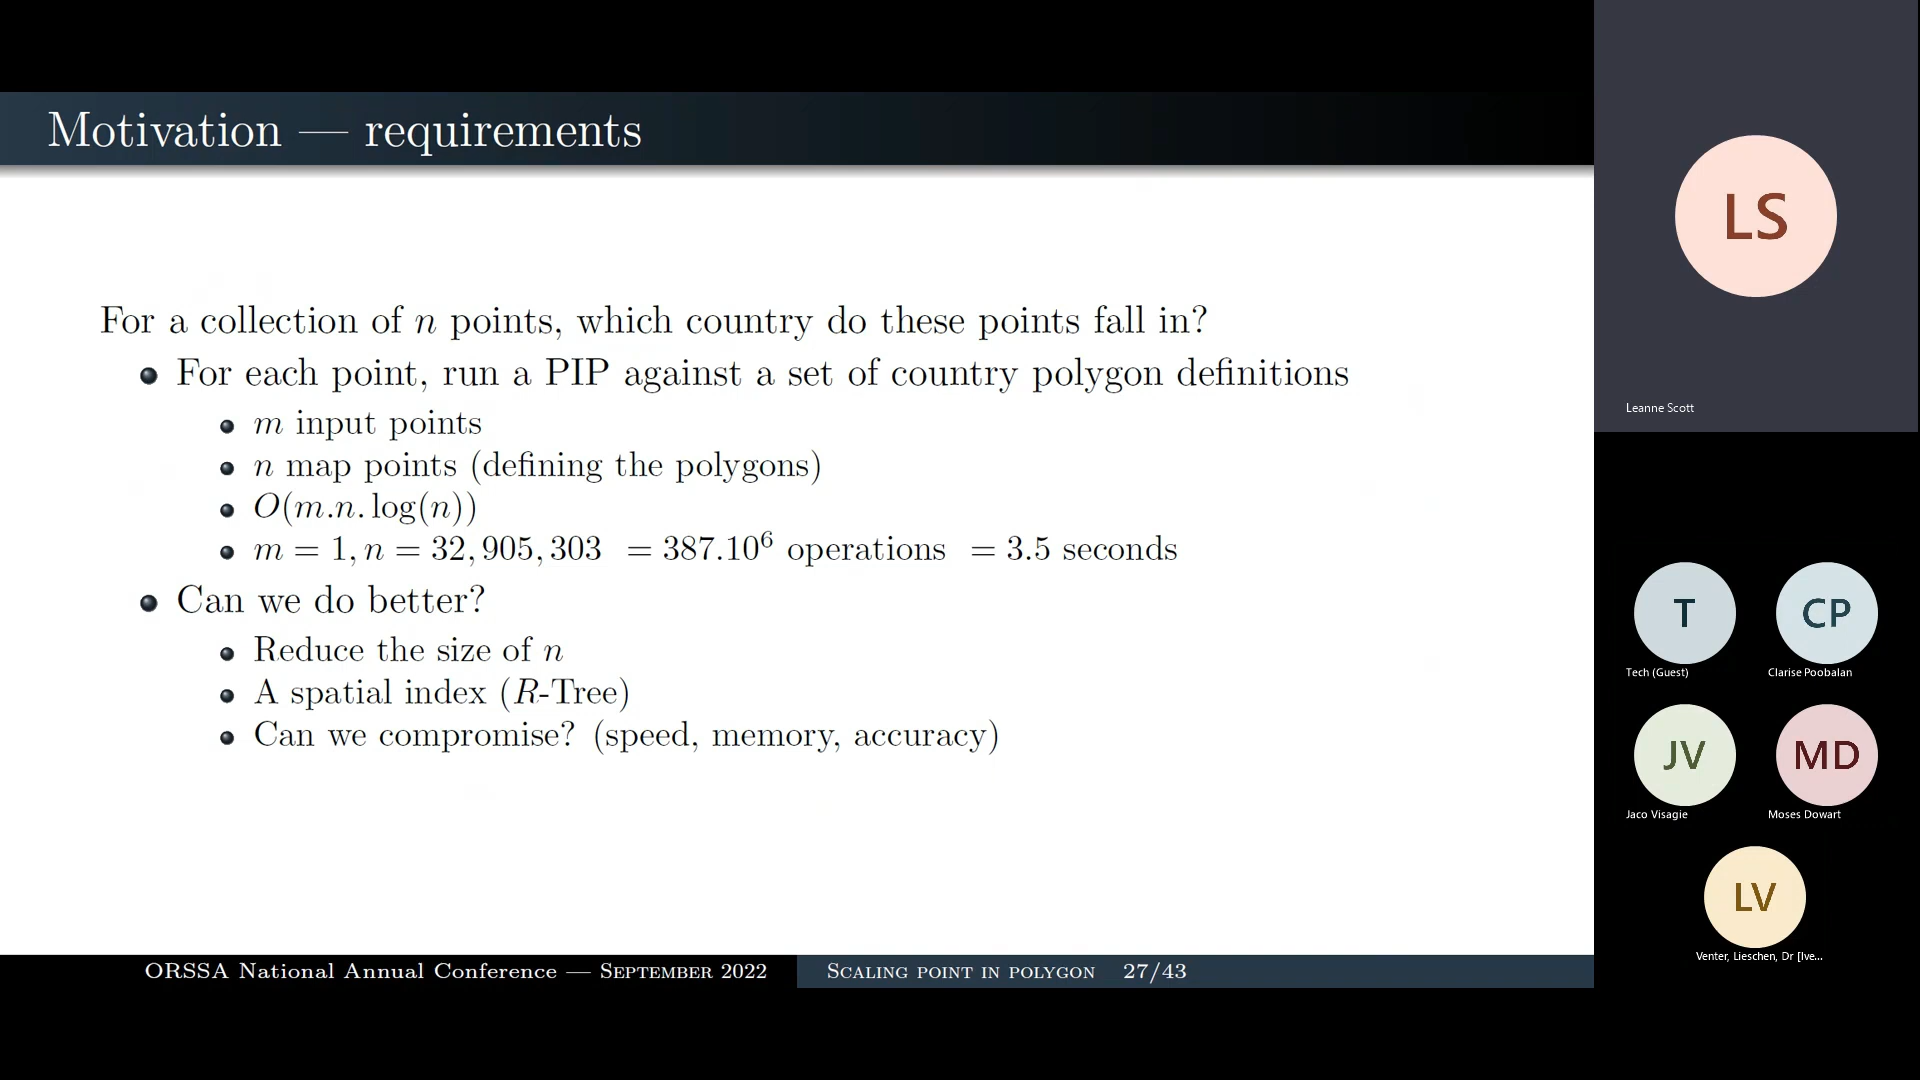 Motivation — requirements
For a collection of n points, which country do these points fall in?
For each point, run a PIP against a set of country polygon definitions
m input points
n map points (defining the polygons)
O(m.n. log(n))
m = 1, n = 32, 905, 303 = 387.10⁶ operations = 3.5 seconds
Can we do better?
Reduce the size of n
A spatial index (R-Tree)
Can we compromise? (speed, memory, accuracy)
ORSSA National Annual Conference — September 2022
Scaling point in polygon 27/43
LS
Leanne Scott
T
CP
Tech (Guest)
Clarise Poobalan
JV
MD
Jaco Visagie
Moses Dowart
LV
Venter, Lieschen, Dr [lve...